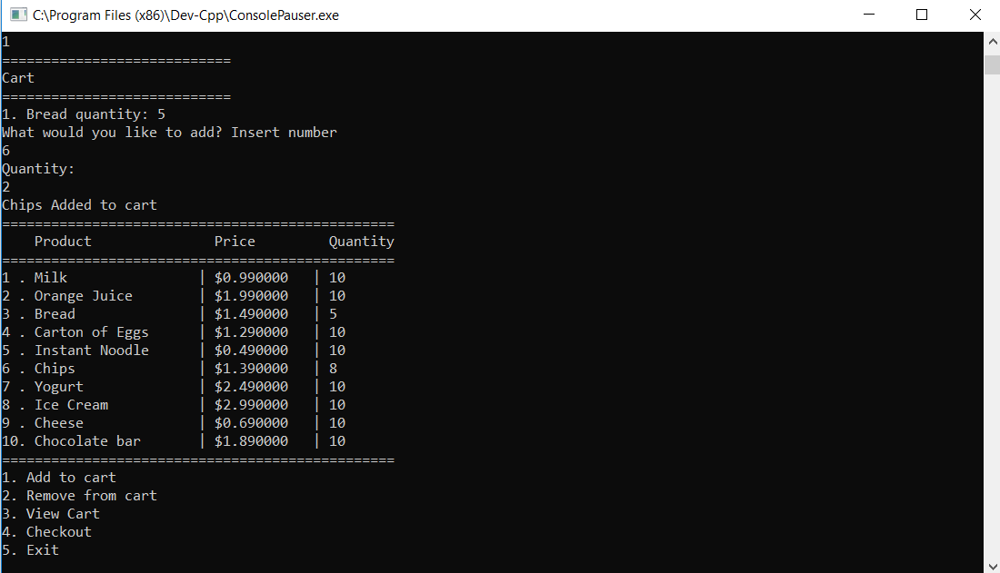 C:\Program Files (x86)\Dev-Cpp\ConsolePauser.exe
1
============================
Cart
============================
1. Bread quantity: 5
What would you like to add? Insert number
6
Quantity:
2
Chips Added to cart
================================================
    Product               Price         Quantity
================================================
1 . Milk                | $0.990000   | 10
2 . Orange Juice        | $1.990000   | 10
3 . Bread               | $1.490000   | 5
4 . Carton of Eggs      | $1.290000   | 10
5 . Instant Noodle      | $0.490000   | 10
6 . Chips               | $1.390000   | 8
7 . Yogurt              | $2.490000   | 10
8 . Ice Cream           | $2.990000   | 10
9 . Cheese              | $0.690000   | 10
10. Chocolate bar       | $1.890000   | 10
================================================
1. Add to cart
2. Remove from cart
3. View Cart
4. Checkout
5. Exit